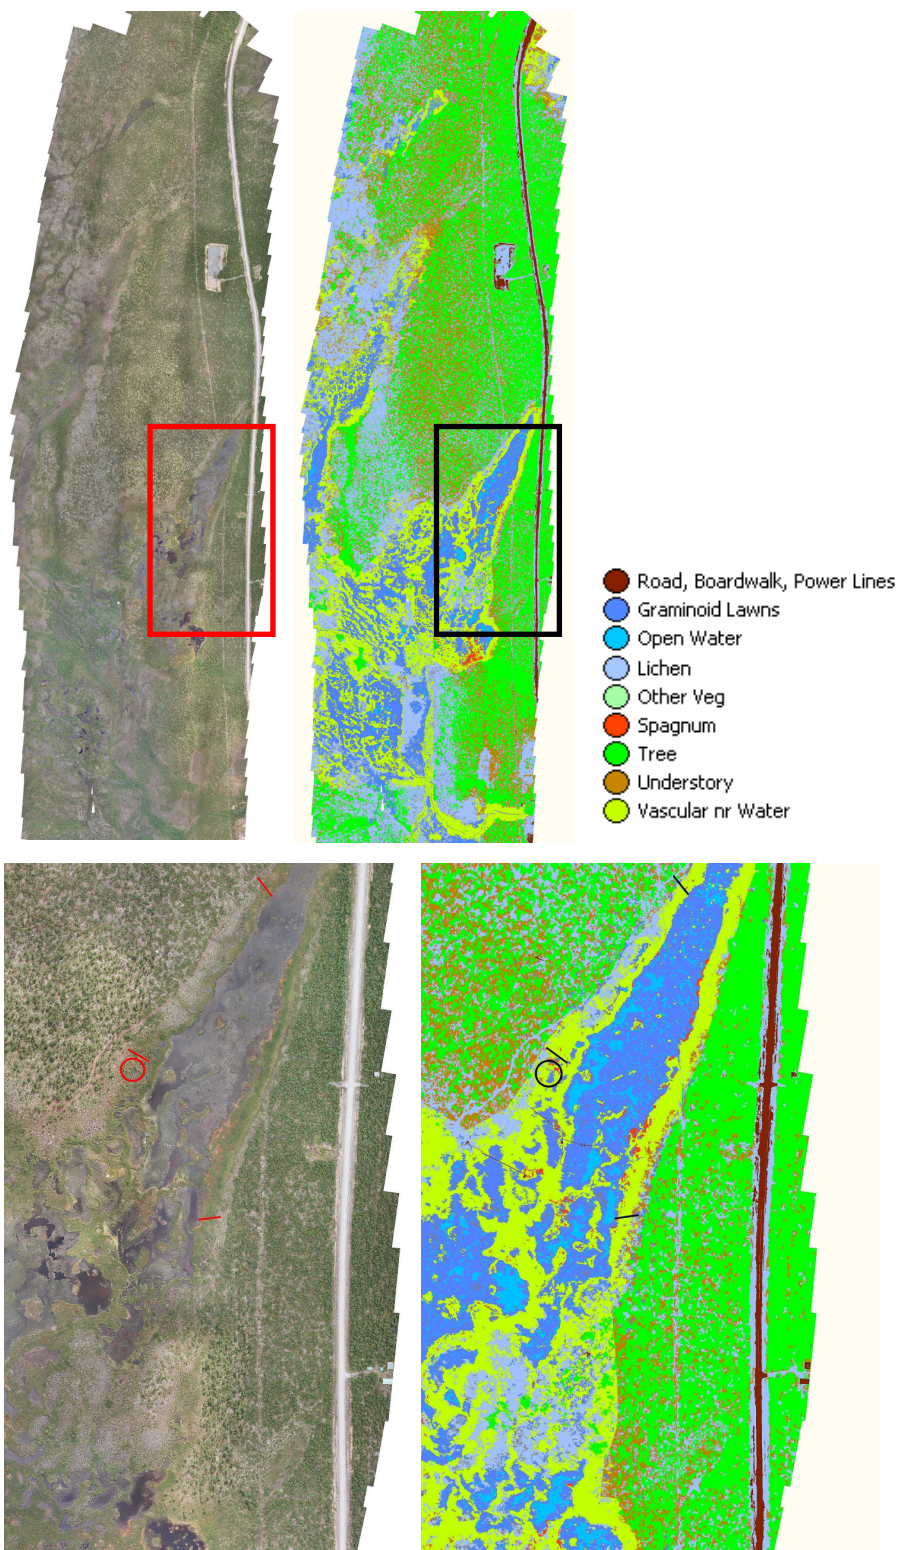 Road, Boardwalk, Power Lines
Graminoid Lawns
Open Water
Lichen
Other Veg
Spagnum
Tree
Understory
Vascular nr Water